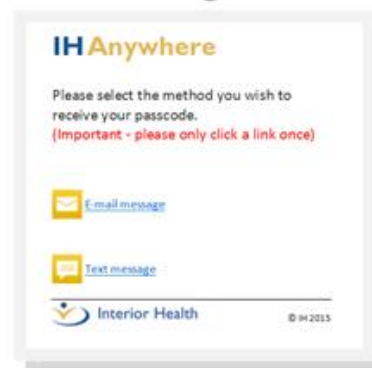 IHAnywhere
Please select the method you wish to
receive your passcode.
(Important - please only click a link once)
E-mail message
Text message
Interior Health
© IH 2015